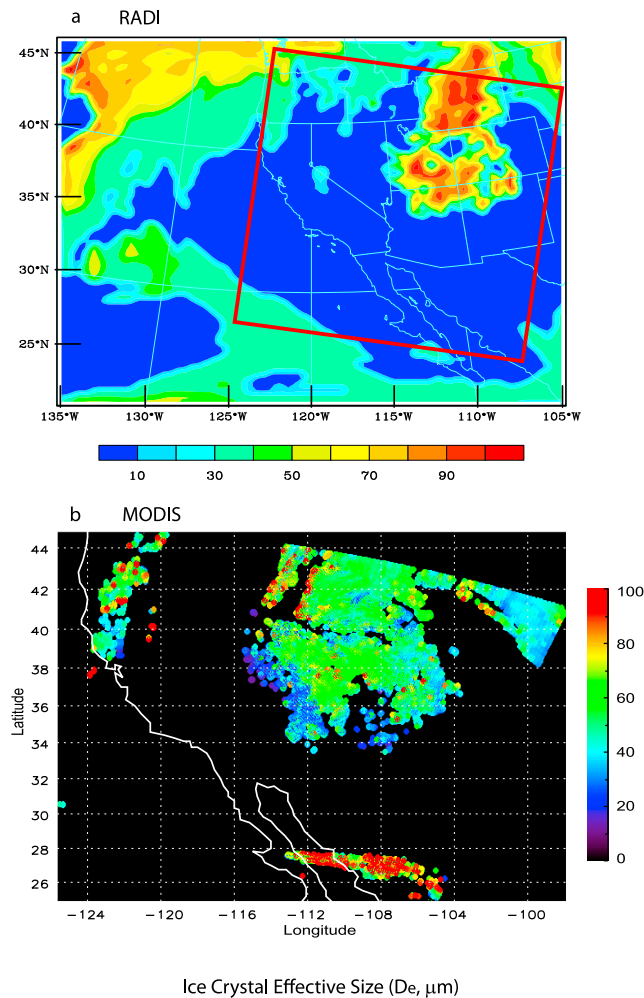 a RADI
45°N
40°N
35°N
30°N
25°N
135°W 130°W 125°W 120°W 115°W 110°W 105°W
10 30 50 70 90
b MODIS
44
42
40
38
36
34
32
30
28
26
Latitude
−124 −120 −116 −112 −108 −104 −100
Longitude
100
80
60
40
20
0
Ice Crystal Effective Size (De, µm)